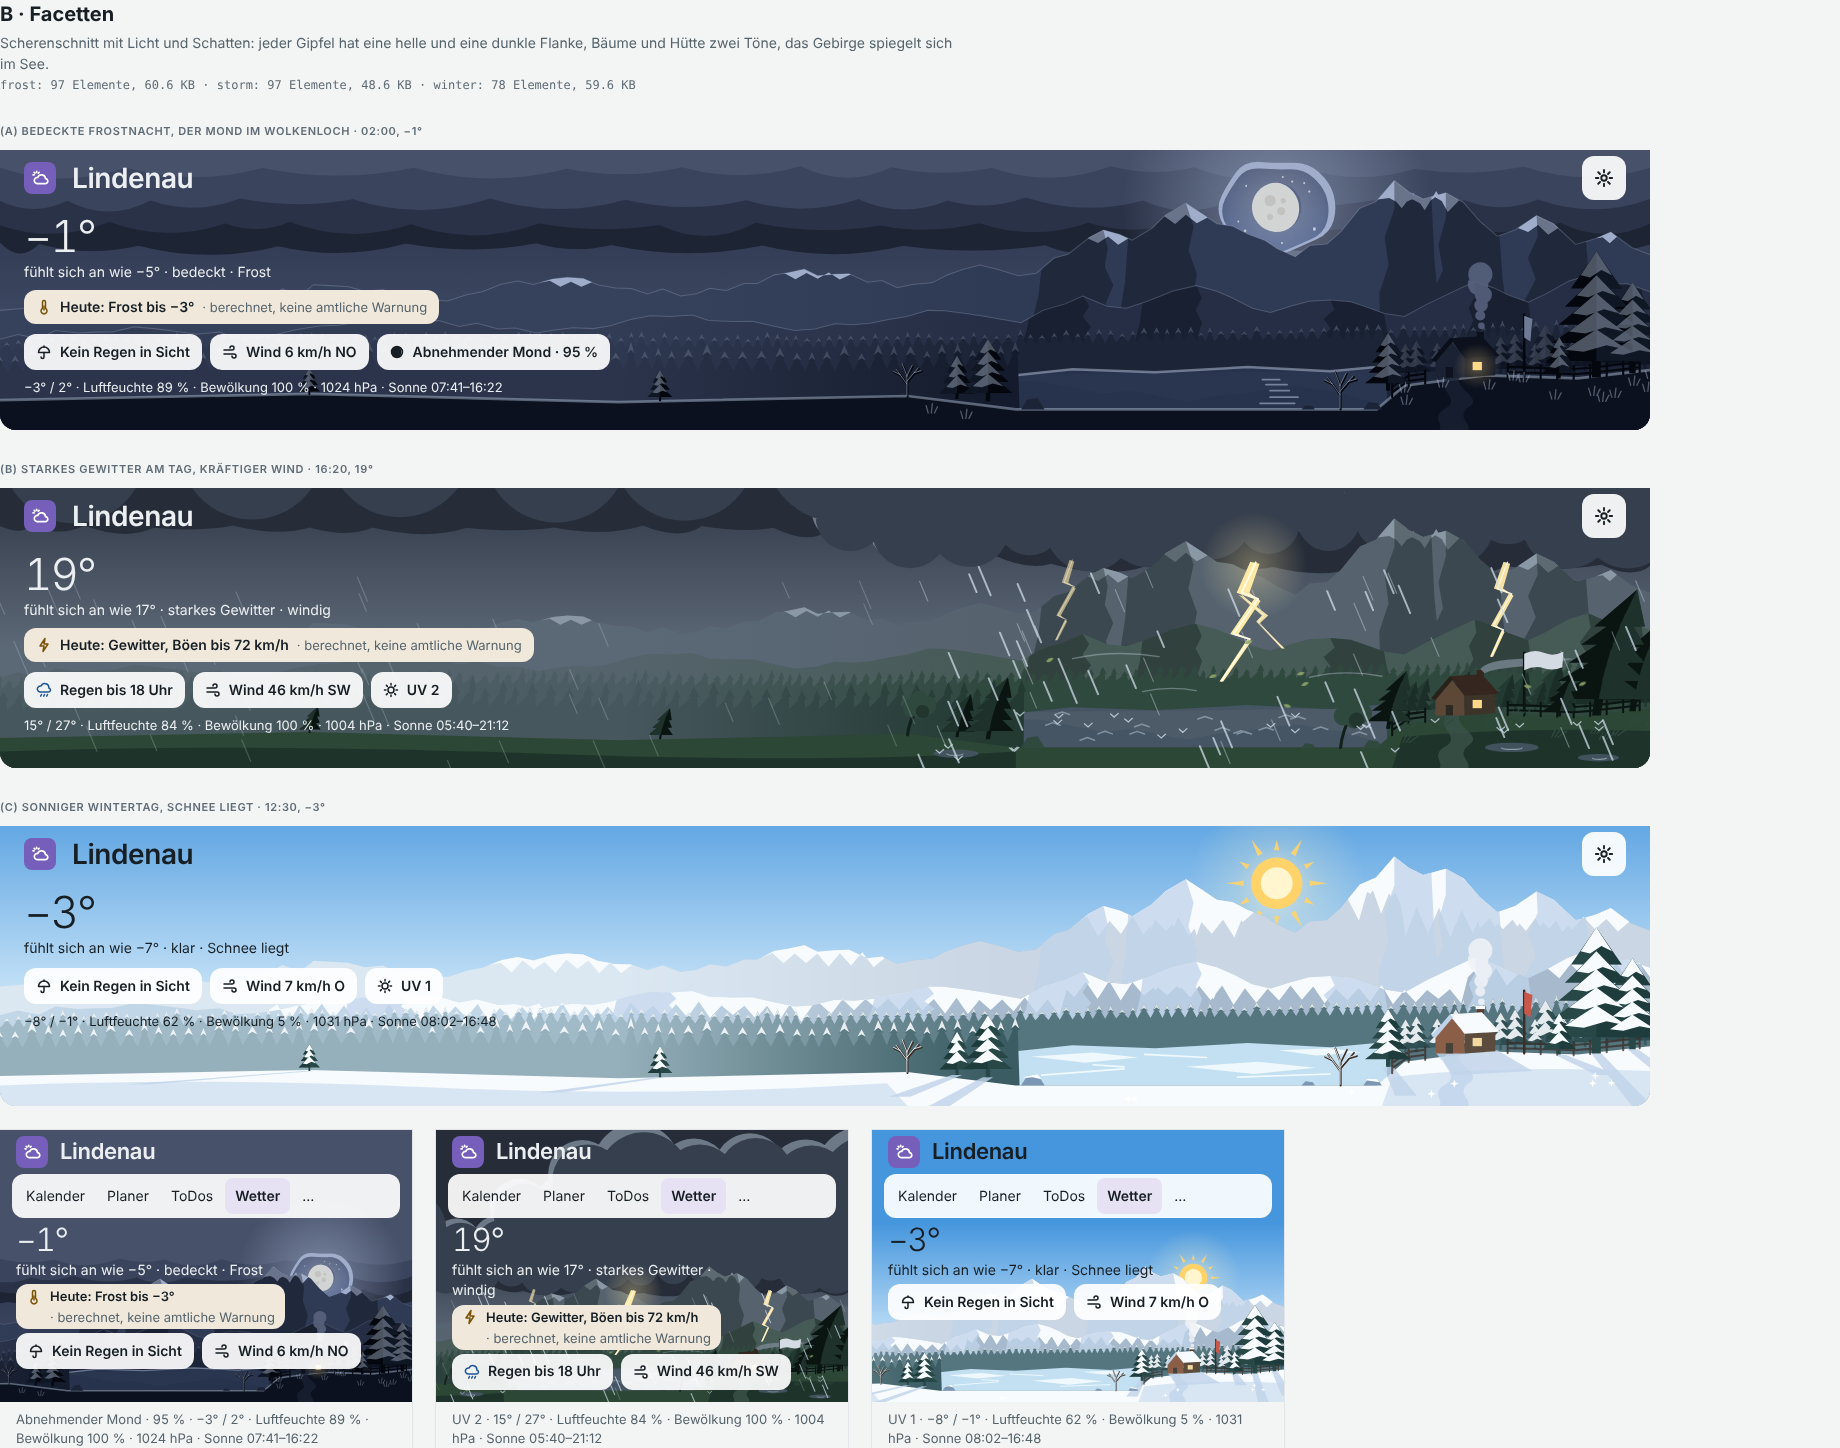 B · Facetten
Scherenschnitt mit Licht und Schatten: jeder Gipfel hat eine helle und eine dunkle Flanke, Bäume und Hütte zwei Töne, das Gebirge spiegelt sich
im See.
frost: 97 Elemente, 60.6 KB · storm: 97 Elemente, 48.6 KB · winter: 78 Elemente, 59.6 KB
(A) BEDECKTE FROSTNACHT, DER MOND IM WOLKENLOCH · 02:00, −1°
Lindenau
−1°
fühlt sich an wie −5° · bedeckt · Frost
Heute: Frost bis −3° · berechnet, keine amtliche Warnung
Kein Regen in Sicht Wind 6 km/h NO Abnehmender Mond · 95 %
−3° / 2° · Luftfeuchte 89 % · Bewölkung 100 % · 1024 hPa · Sonne 07:41–16:22
(B) STARKES GEWITTER AM TAG, KRÄFTIGER WIND · 16:20, 19°
Lindenau
19°
fühlt sich an wie 17° · starkes Gewitter · windig
Heute: Gewitter, Böen bis 72 km/h · berechnet, keine amtliche Warnung
Regen bis 18 Uhr Wind 46 km/h SW UV 2
15° / 27° · Luftfeuchte 84 % · Bewölkung 100 % · 1004 hPa · Sonne 05:40–21:12
(C) SONNIGER WINTERTAG, SCHNEE LIEGT · 12:30, −3°
Lindenau
−3°
fühlt sich an wie −7° · klar · Schnee liegt
Kein Regen in Sicht Wind 7 km/h O UV 1
−8° / −1° · Luftfeuchte 62 % · Bewölkung 5 % · 1031 hPa · Sonne 08:02–16:48
Lindenau
Kalender Planer ToDos Wetter ...
−1°
fühlt sich an wie −5° · bedeckt · Frost
Heute: Frost bis −3°
· berechnet, keine amtliche Warnung
Kein Regen in Sicht Wind 6 km/h NO
Abnehmender Mond · 95 % · −3° / 2° · Luftfeuchte 89 % ·
Bewölkung 100 % · 1024 hPa · Sonne 07:41–16:22
Lindenau
Kalender Planer ToDos Wetter ...
19°
fühlt sich an wie 17° · starkes Gewitter ·
windig
Heute: Gewitter, Böen bis 72 km/h
· berechnet, keine amtliche Warnung
Regen bis 18 Uhr Wind 46 km/h SW
UV 2 · 15° / 27° · Luftfeuchte 84 % · Bewölkung 100 % · 1004
hPa · Sonne 05:40–21:12
Lindenau
Kalender Planer ToDos Wetter ...
−3°
fühlt sich an wie −7° · klar · Schnee liegt
Kein Regen in Sicht Wind 7 km/h O
UV 1 · −8° / −1° · Luftfeuchte 62 % · Bewölkung 5 % · 1031
hPa · Sonne 08:02–16:48